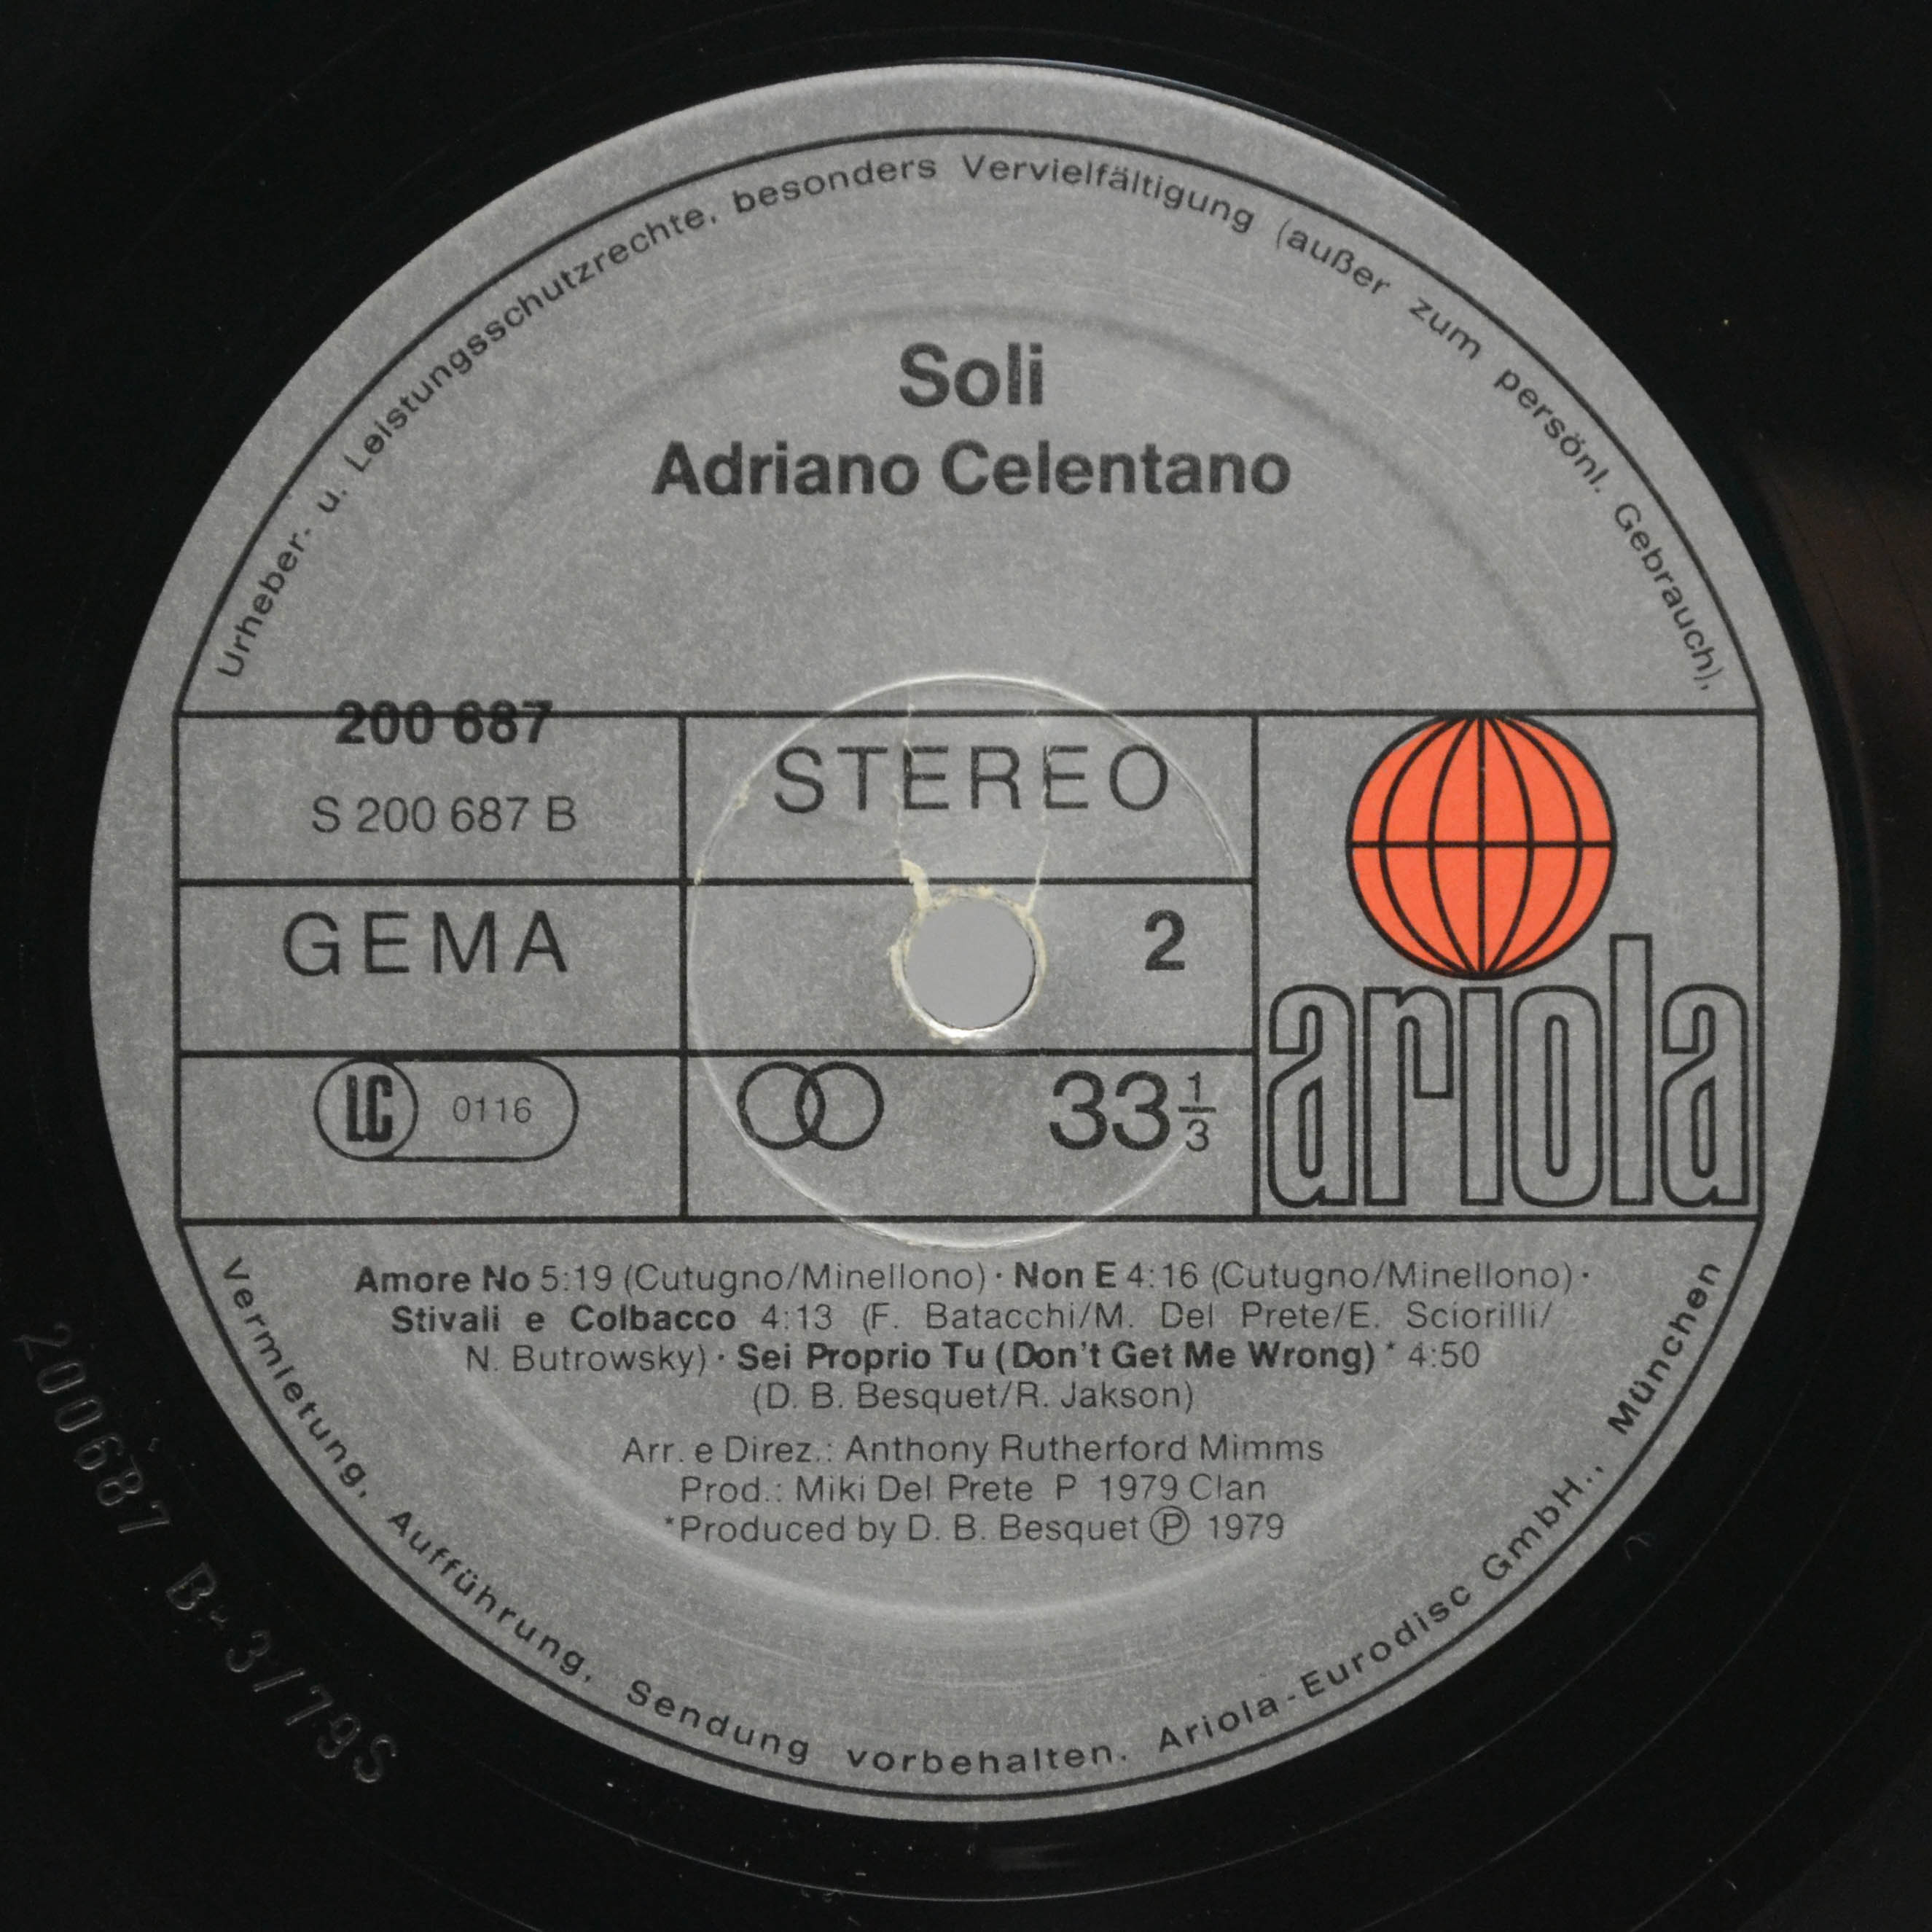 Urheber- u. Leistungsschutzrechte, besonders Vervielfältigung (außer zum persönl. Gebrauch),
Soli
Adriano Celentano
200 687
S 200 687 B
STEREO
GEMA
2
LC 0116
33 1/3
ariola
Amore No 5:19 (Cutugno/Minellono) · Non E 4:16 (Cutugno/Minellono) ·
Stivali e Colbacco 4:13 (F. Batacchi/M. Del Prete/E. Sciorilli/
N. Butrowsky) · Sei Proprio Tu (Don't Get Me Wrong) * 4:50
(D. B. Besquet/R. Jakson)
Arr. e Direz.: Anthony Rutherford Mimms
Prod.: Miki Del Prete P 1979 Clan
*Produced by D. B. Besquet Ⓟ 1979
Vermietung, Aufführung, Sendung vorbehalten. Ariola-Eurodisc GmbH., München
200687 B-3/79S